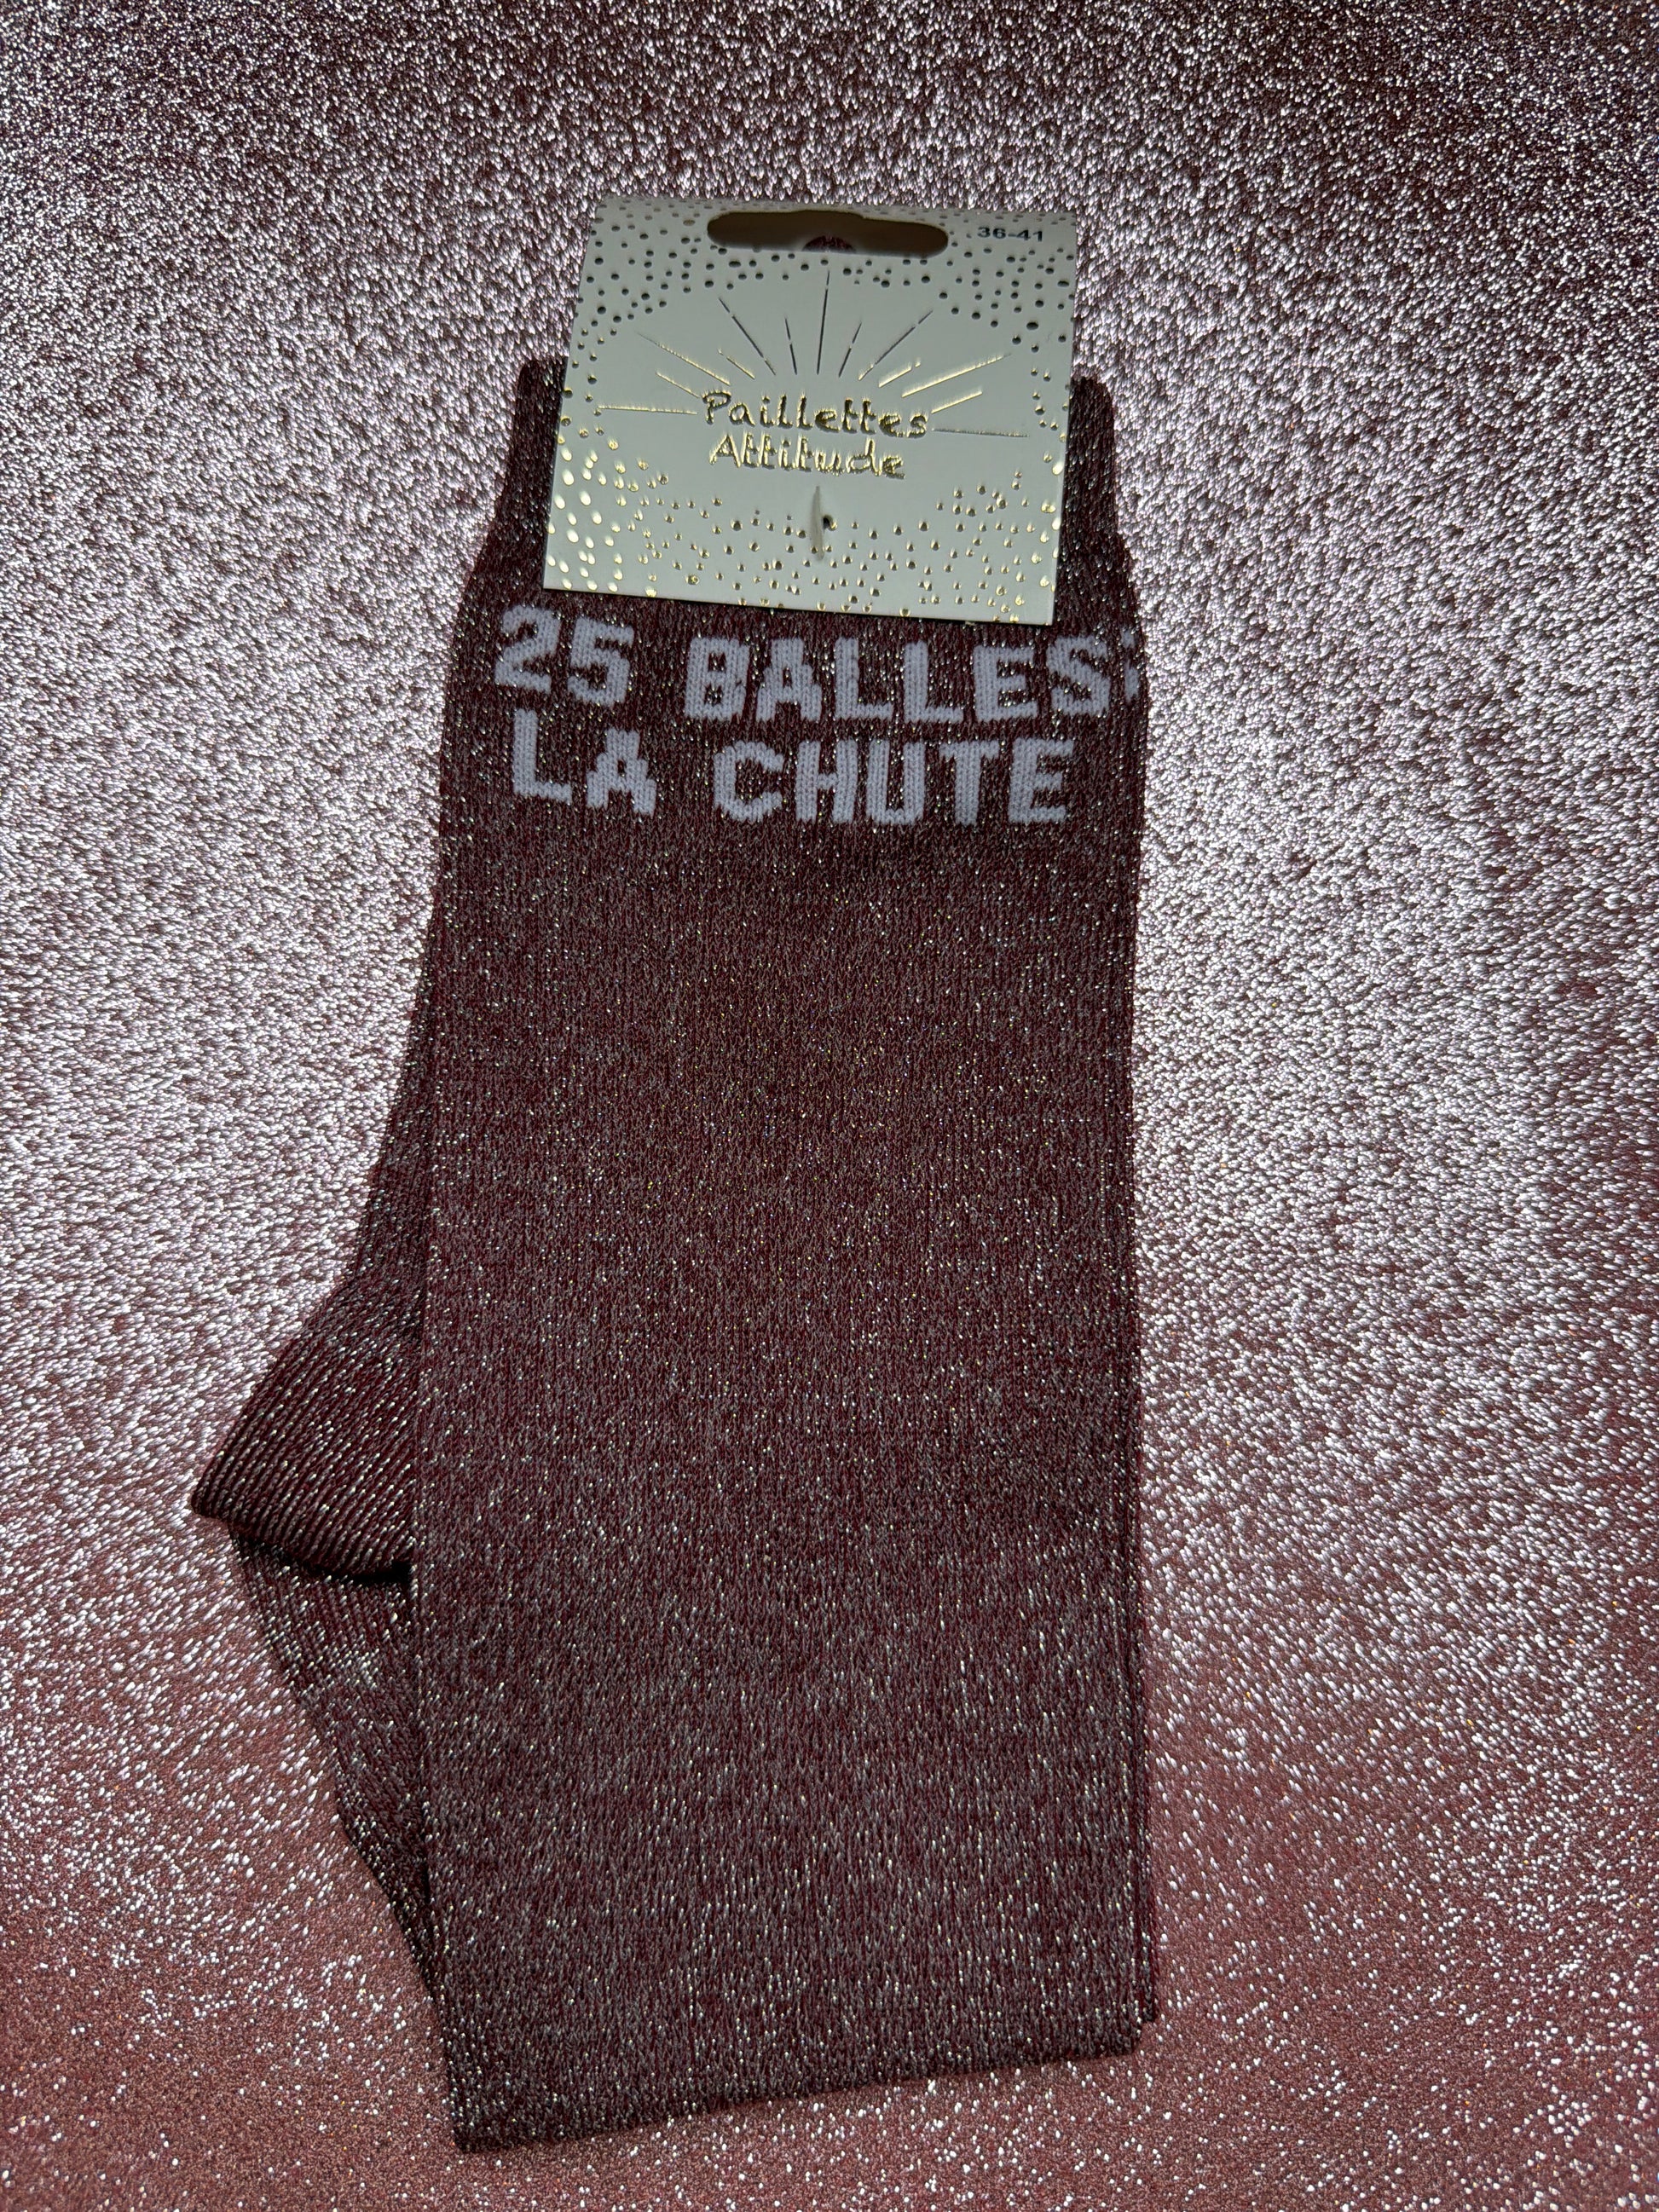 36-41
Paillettes
Attitude
25 BALLES
LA CHUTE